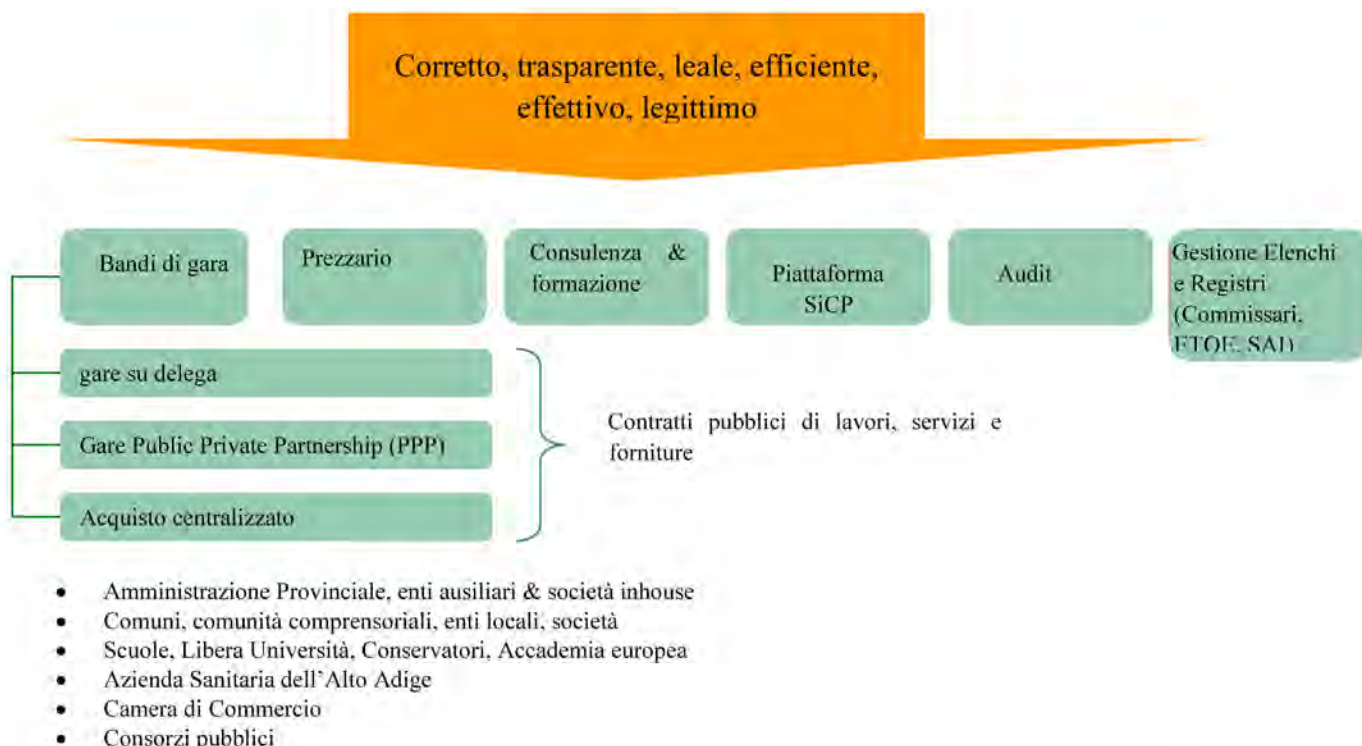 Corretto, trasparente, leale, efficiente,
effettivo, legittimo
Bandi di gara
Prezzario
Consulenza &
formazione
Piattaforma
SiCP
Audit
Gestione Elenchi
e Registri
(Commissari,
ETOE, SAI)
gare su delega
Gare Public Private Partnership (PPP)
Acquisto centralizzato
Contratti pubblici di lavori, servizi e
forniture
• Amministrazione Provinciale, enti ausiliari & società inhouse
• Comuni, comunità comprensoriali, enti locali, società
• Scuole, Libera Università, Conservatori, Accademia europea
• Azienda Sanitaria dell'Alto Adige
• Camera di Commercio
• Consorzi pubblici